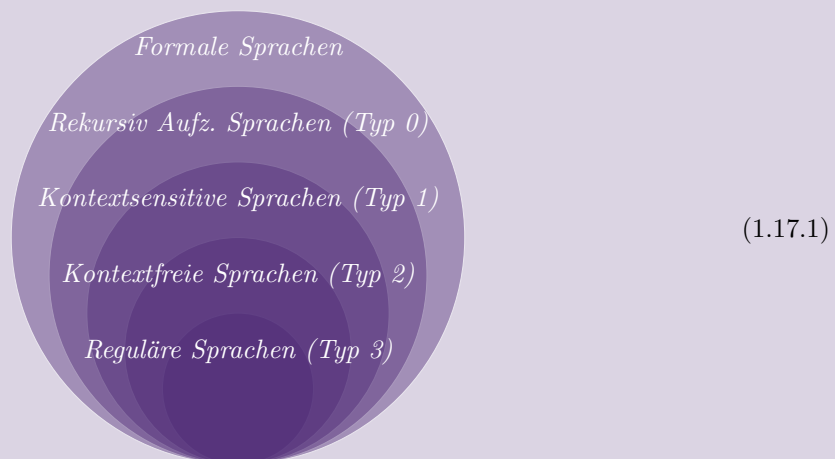 Formale Sprachen
Rekursiv Aufz. Sprachen (Typ 0)
Kontextsensitive Sprachen (Typ 1)
(1.17.1)
Kontextfreie Sprachen (Typ 2)
Reguläre Sprachen (Typ 3)